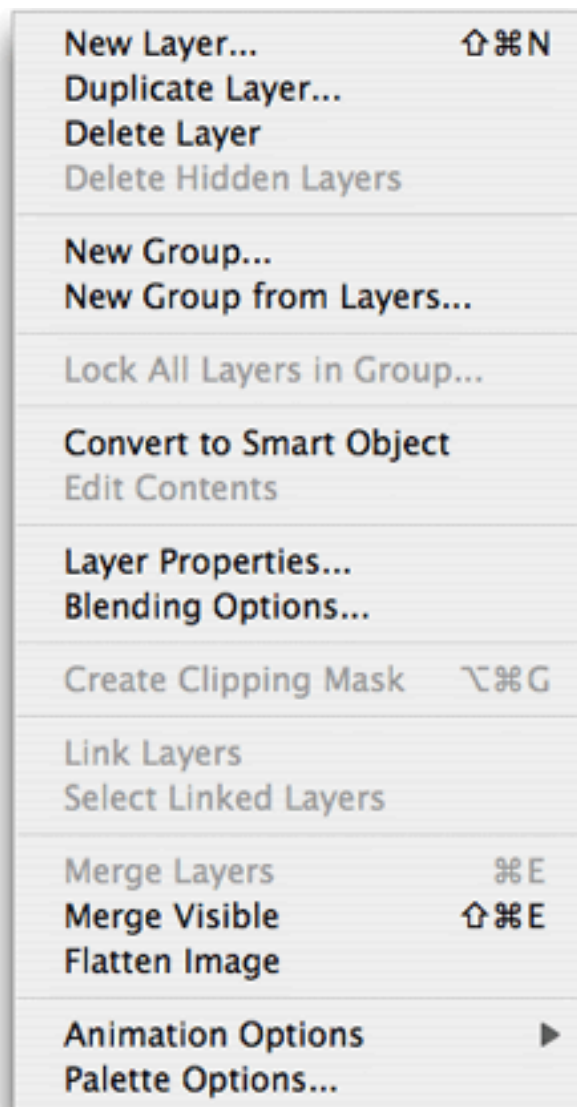 New Layer... ⇧⌘N
Duplicate Layer...
Delete Layer
Delete Hidden Layers
New Group...
New Group from Layers...
Lock All Layers in Group...
Convert to Smart Object
Edit Contents
Layer Properties...
Blending Options...
Create Clipping Mask ⌥⌘G
Link Layers
Select Linked Layers
Merge Layers ⌘E
Merge Visible ⇧⌘E
Flatten Image
Animation Options ▶
Palette Options...